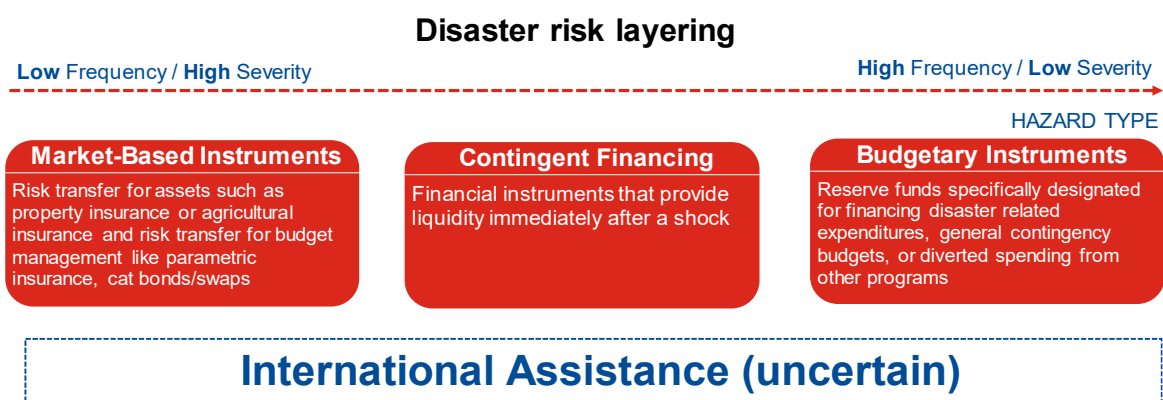 Disaster risk layering
Low Frequency / High Severity
High Frequency / Low Severity
HAZARD TYPE
Market-Based Instruments
Risk transfer for assets such as
property insurance or agricultural
insurance and risk transfer for budget
management like parametric
insurance, cat bonds/swaps
Contingent Financing
Financial instruments that provide
liquidity immediately after a shock
Budgetary Instruments
Reserve funds specifically designated
for financing disaster related
expenditures, general contingency
budgets, or diverted spending from
other programs
International Assistance (uncertain)